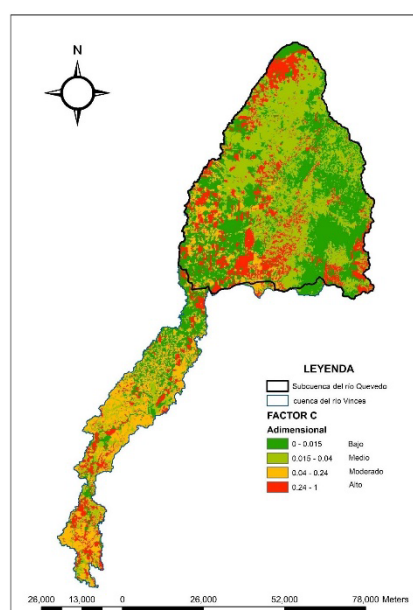 N
LEYENDA
Subcuenca del río Quevedo
cuenca del río Vinces
FACTOR C
Adimensional
0 - 0.015 Bajo
0.015 - 0.04 Medio
0.04 - 0.24 Moderado
0.24 - 1 Alto
26,000 13,000 0 26,000 52,000 78,000 Meters